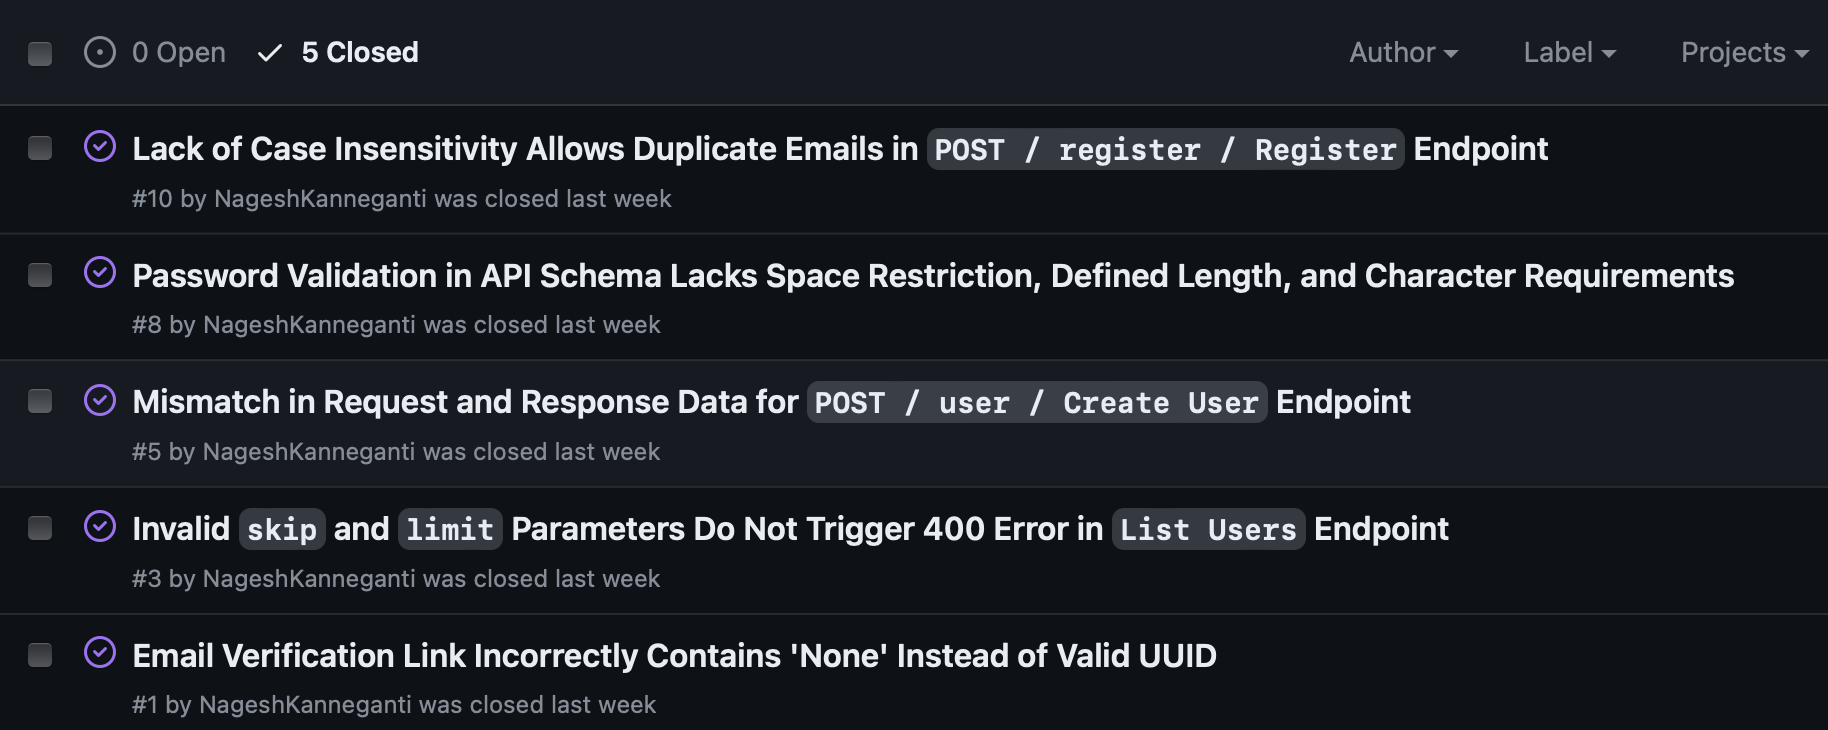 0 Open 5 Closed Author Label Projects
Lack of Case Insensitivity Allows Duplicate Emails in POST / register / Register Endpoint
#10 by NageshKanneganti was closed last week
Password Validation in API Schema Lacks Space Restriction, Defined Length, and Character Requirements
#8 by NageshKanneganti was closed last week
Mismatch in Request and Response Data for POST / user / Create User Endpoint
#5 by NageshKanneganti was closed last week
Invalid skip and limit Parameters Do Not Trigger 400 Error in List Users Endpoint
#3 by NageshKanneganti was closed last week
Email Verification Link Incorrectly Contains 'None' Instead of Valid UUID
#1 by NageshKanneganti was closed last week